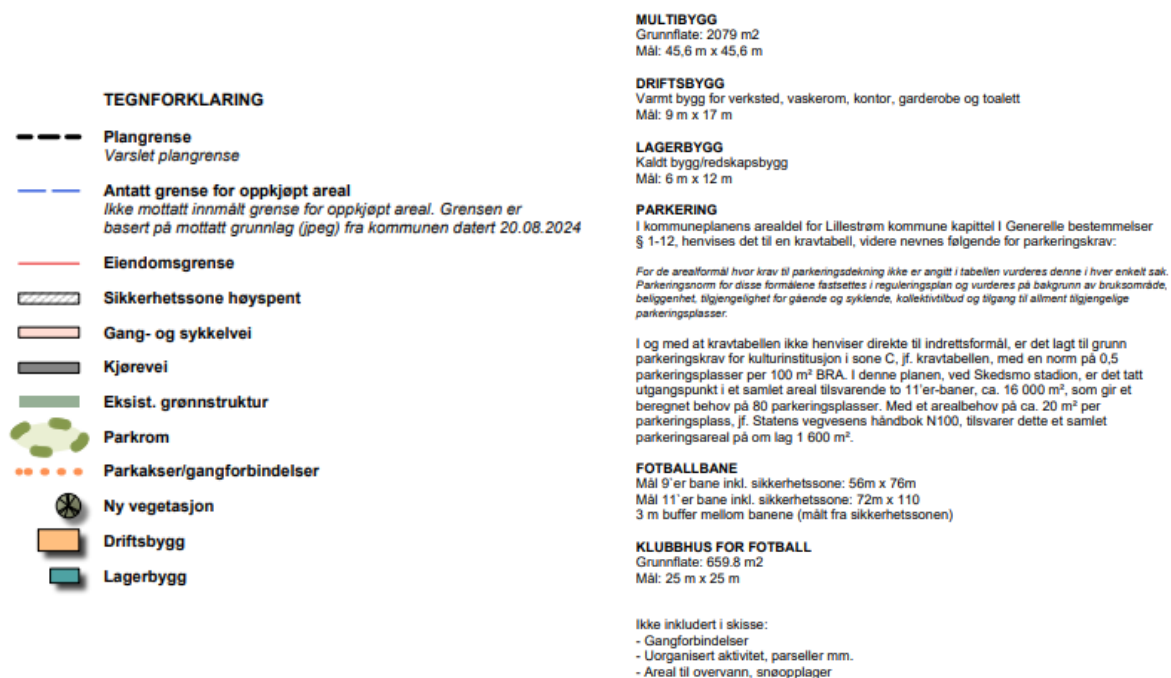 TEGNFORKLARING
Plangrense
Varslet plangrense
Antatt grense for oppkjøpt areal
Ikke mottatt innmålt grense for oppkjøpt areal. Grensen er
basert på mottatt grunnlag (jpeg) fra kommunen datert 20.08.2024
Eiendomsgrense
Sikkerhetssone høyspent
Gang- og sykkelvei
Kjørevei
Eksist. grønnstruktur
Parkrom
Parkakser/gangforbindelser
Ny vegetasjon
Driftsbygg
Lagerbygg
MULTIBYGG
Grunnflate: 2079 m2
Mål: 45,6 m x 45,6 m
DRIFTSBYGG
Varmt bygg for verksted, vaskerom, kontor, garderobe og toalett
Mål: 9 m x 17 m
LAGERBYGG
Kaldt bygg/redskapsbygg
Mål: 6 m x 12 m
PARKERING
I kommuneplanens arealdel for Lillestrøm kommune kapittel I Generelle bestemmelser
§ 1-12, henvises det til en kravtabell, videre nevnes følgende for parkeringskrav:
For de arealformål hvor krav til parkeringsdekning ikke er angitt i tabellen vurderes denne i hver enkelt sak.
Parkeringsnorm for disse formålene fastsettes i reguleringsplan og vurderes på bakgrunn av bruksområde,
beliggenhet, tilgjengelighet for gående og syklende, kollektivtilbud og tilgang til allment tilgjengelige
parkeringsplasser.
I og med at kravtabellen ikke henviser direkte til indrettsformål, er det lagt til grunn
parkeringskrav for kulturinstitusjon i sone C, jf. kravtabellen, med en norm på 0,5
parkeringsplasser per 100 m² BRA. I denne planen, ved Skedsmo stadion, er det tatt
utgangspunkt i et samlet areal tilsvarende to 11'er-baner, ca. 16 000 m², som gir et
beregnet behov på 80 parkeringsplasser. Med et arealbehov på ca. 20 m² per
parkeringsplass, jf. Statens vegvesens håndbok N100, tilsvarer dette et samlet
parkeringsareal på om lag 1 600 m².
FOTBALLBANE
Mål 9`er bane inkl. sikkerhetssone: 56m x 76m
Mål 11`er bane inkl. sikkerhetssone: 72m x 110
3 m buffer mellom banene (målt fra sikkerhetssonen)
KLUBBHUS FOR FOTBALL
Grunnflate: 659.8 m2
Mål: 25 m x 25 m
Ikke inkludert i skisse:
- Gangforbindelser
- Uorganisert aktivitet, parseller mm.
- Areal til overvann, snøopplager